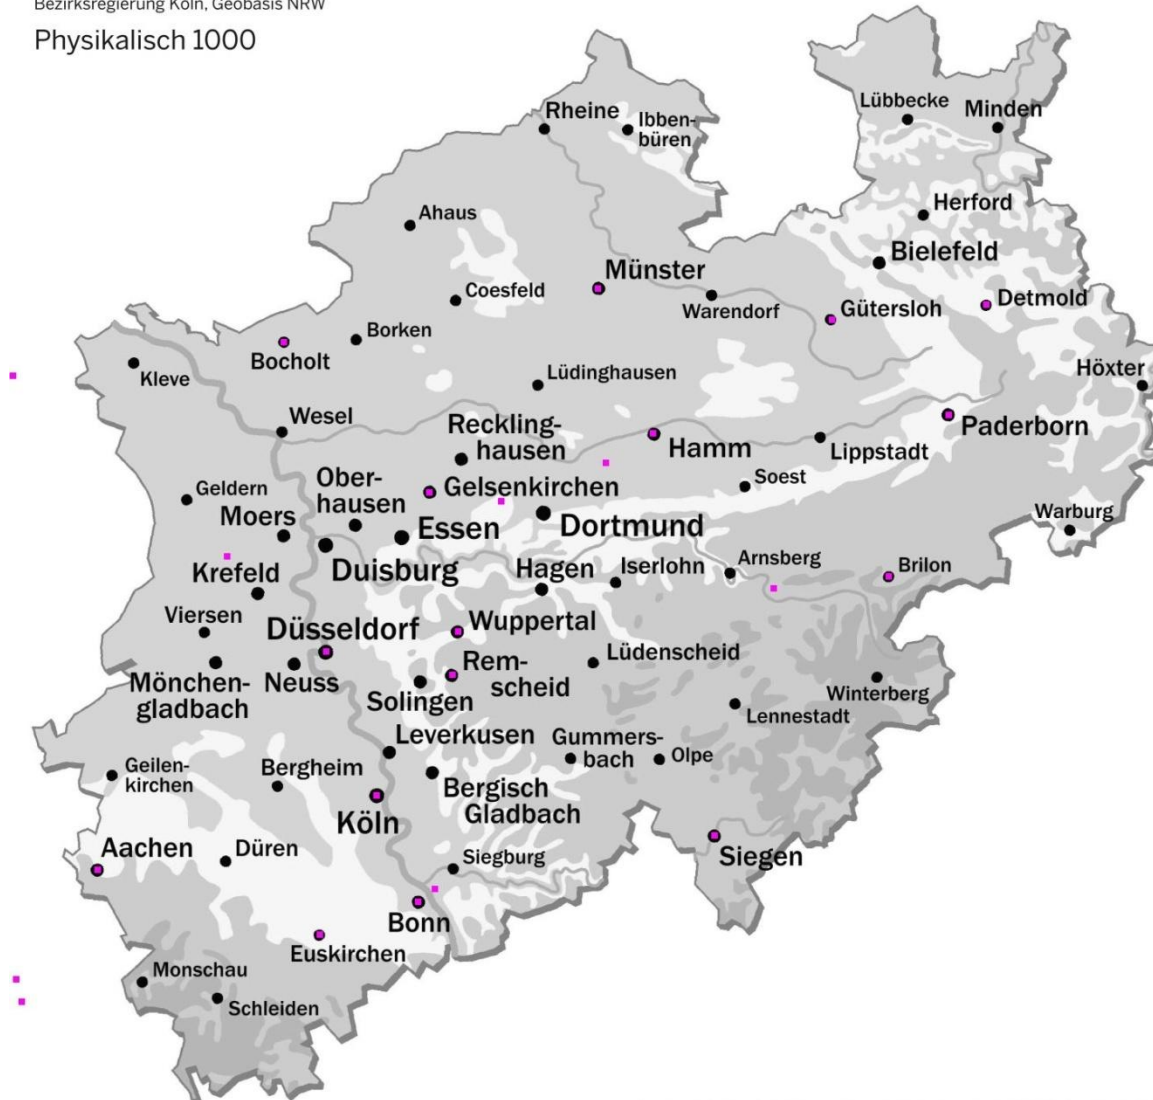 Bezirksregierung Köln, Geobasis NRW
Physikalisch 1000
Lübbecke
Minden
Rheine
Ibben-
büren
Herford
Ahaus
Bielefeld
Münster
Coesfeld
Detmold
Warendorf
Gütersloh
Borken
Bocholt
Höxter
Kleve
Lüdinghausen
Wesel
Reckling-
hausen
Paderborn
Hamm
Lippstadt
Ober-
hausen
Soest
Geldern
Gelsenkirchen
Moers
Essen
Dortmund
Warburg
Duisburg
Hagen
Iserlohn
Arnsberg
Brilon
Krefeld
Viersen
Düsseldorf
Wuppertal
Lüdenscheid
Rem-
scheid
Mönchen-
gladbach
Neuss
Solingen
Winterberg
Lennestadt
Leverkusen
Gummers-
bach
Olpe
Geilen-
kirchen
Bergheim
Bergisch
Gladbach
Köln
Aachen
Düren
Siegburg
Siegen
Bonn
Euskirchen
Monschau
Schleiden